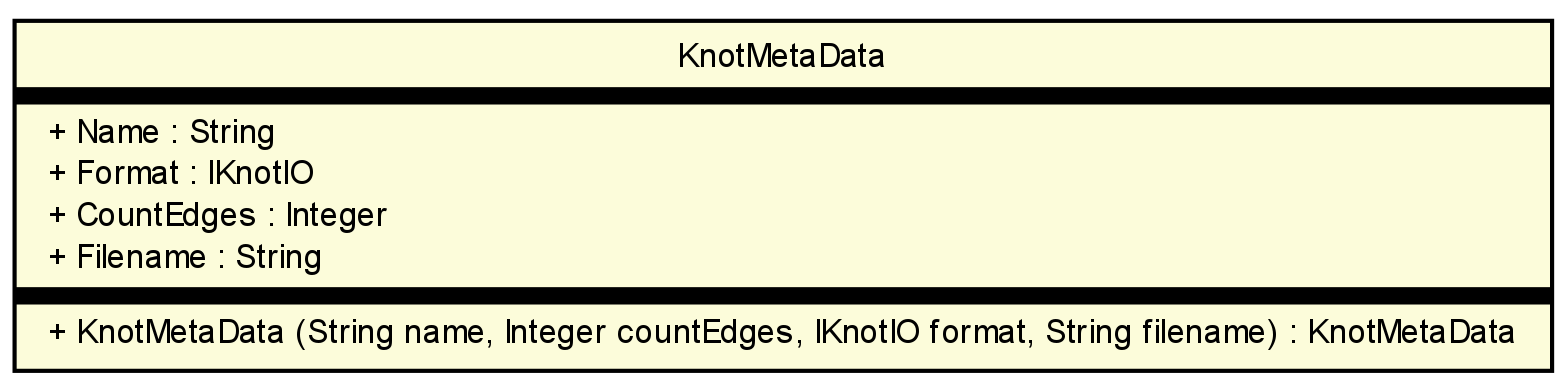 KnotMetaData
+ Name : String
+ Format : IKnotIO
+ CountEdges : Integer
+ Filename : String
+ KnotMetaData (String name, Integer countEdges, IKnotIO format, String filename) : KnotMetaData